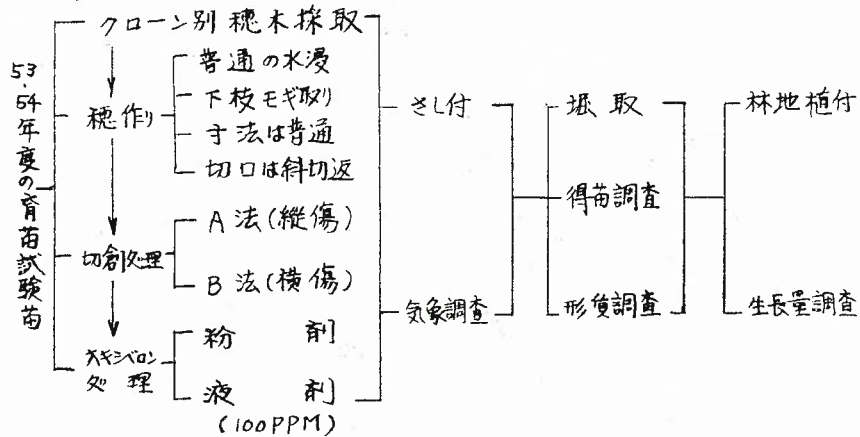 53・54年度の育苗試験苗
クローン別穂木採取
穂作り
普通の水浸
下枝モギ取り
寸法は普通
切口は斜切返
切創処理
A法(縦傷)
B法(横傷)
オキシベロン
処理
粉剤
液剤
(100PPM)
さし付
気象調査
堀取
得苗調査
形質調査
林地植付
生長量調査